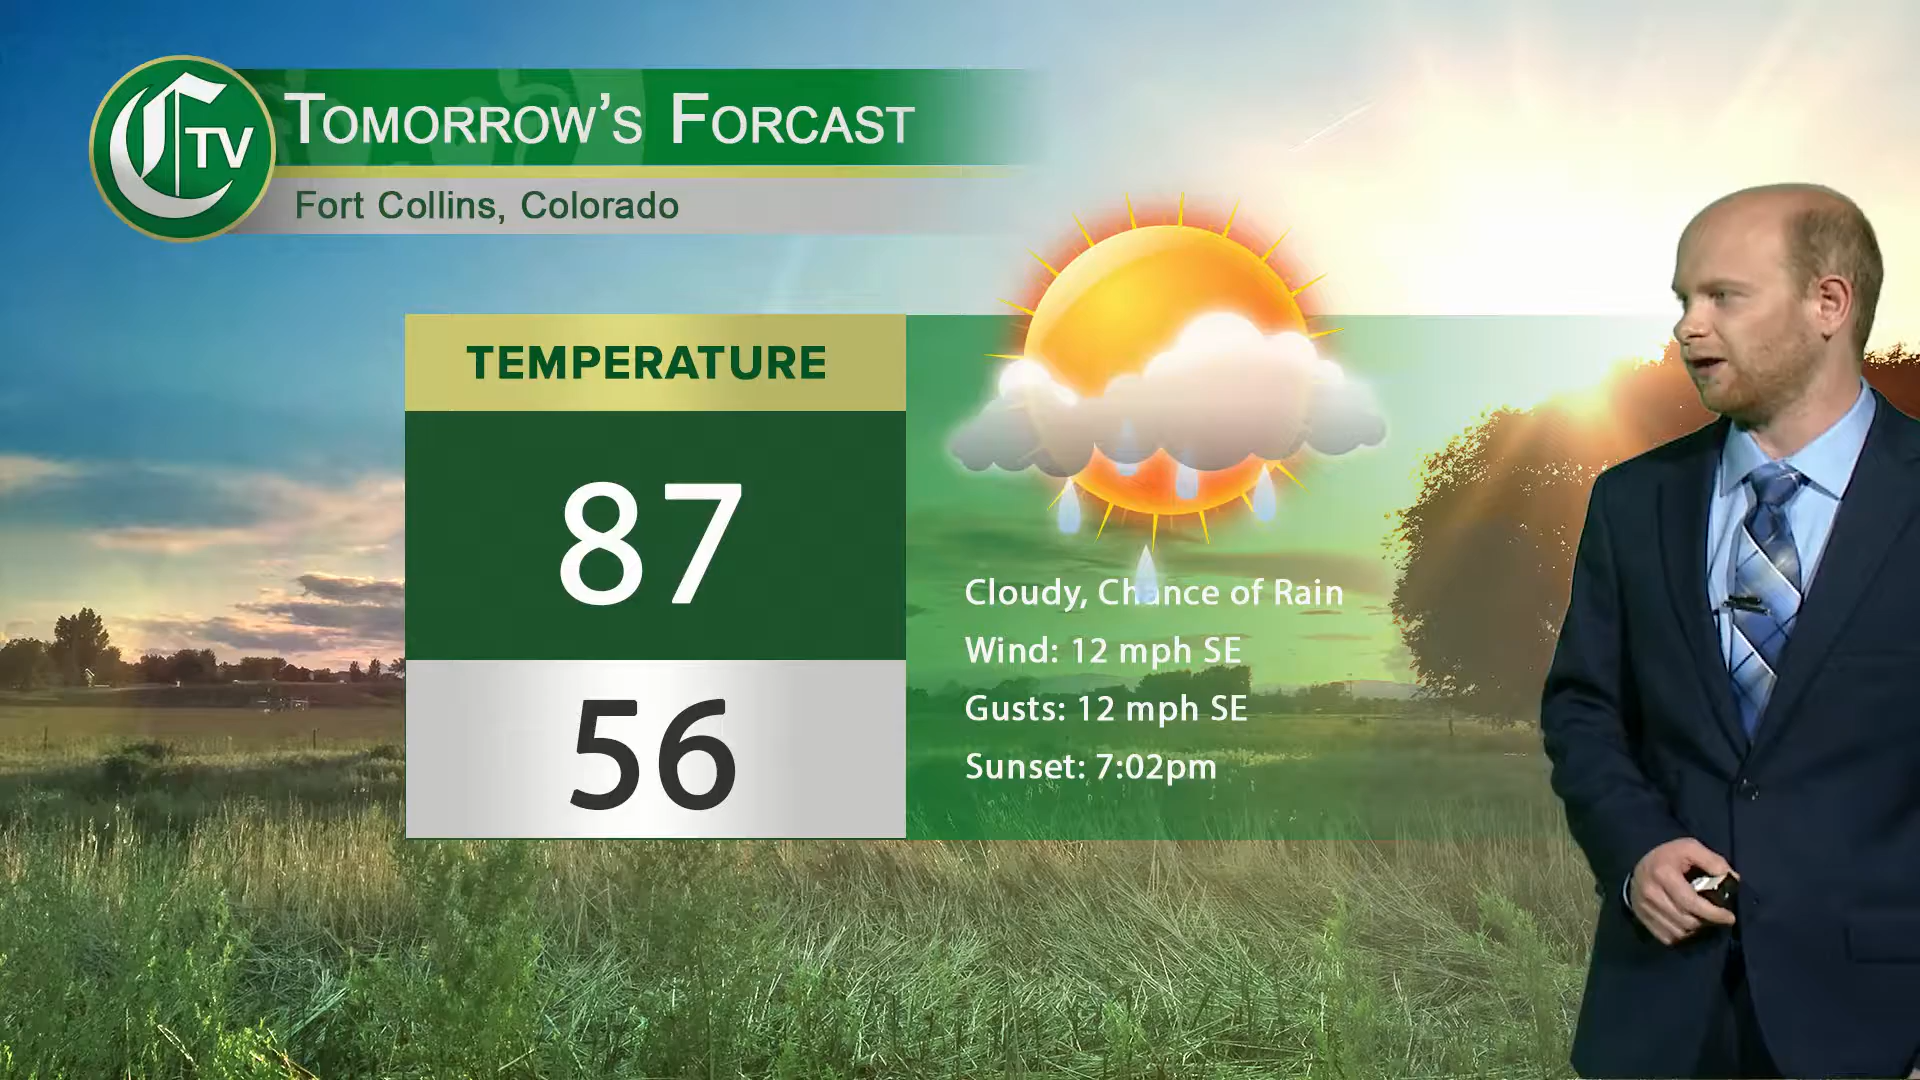 CTV
TOMORROW'S FORCAST
Fort Collins, Colorado
TEMPERATURE
87
56
Cloudy, Chance of Rain
Wind: 12 mph SE
Gusts: 12 mph SE
Sunset: 7:02pm